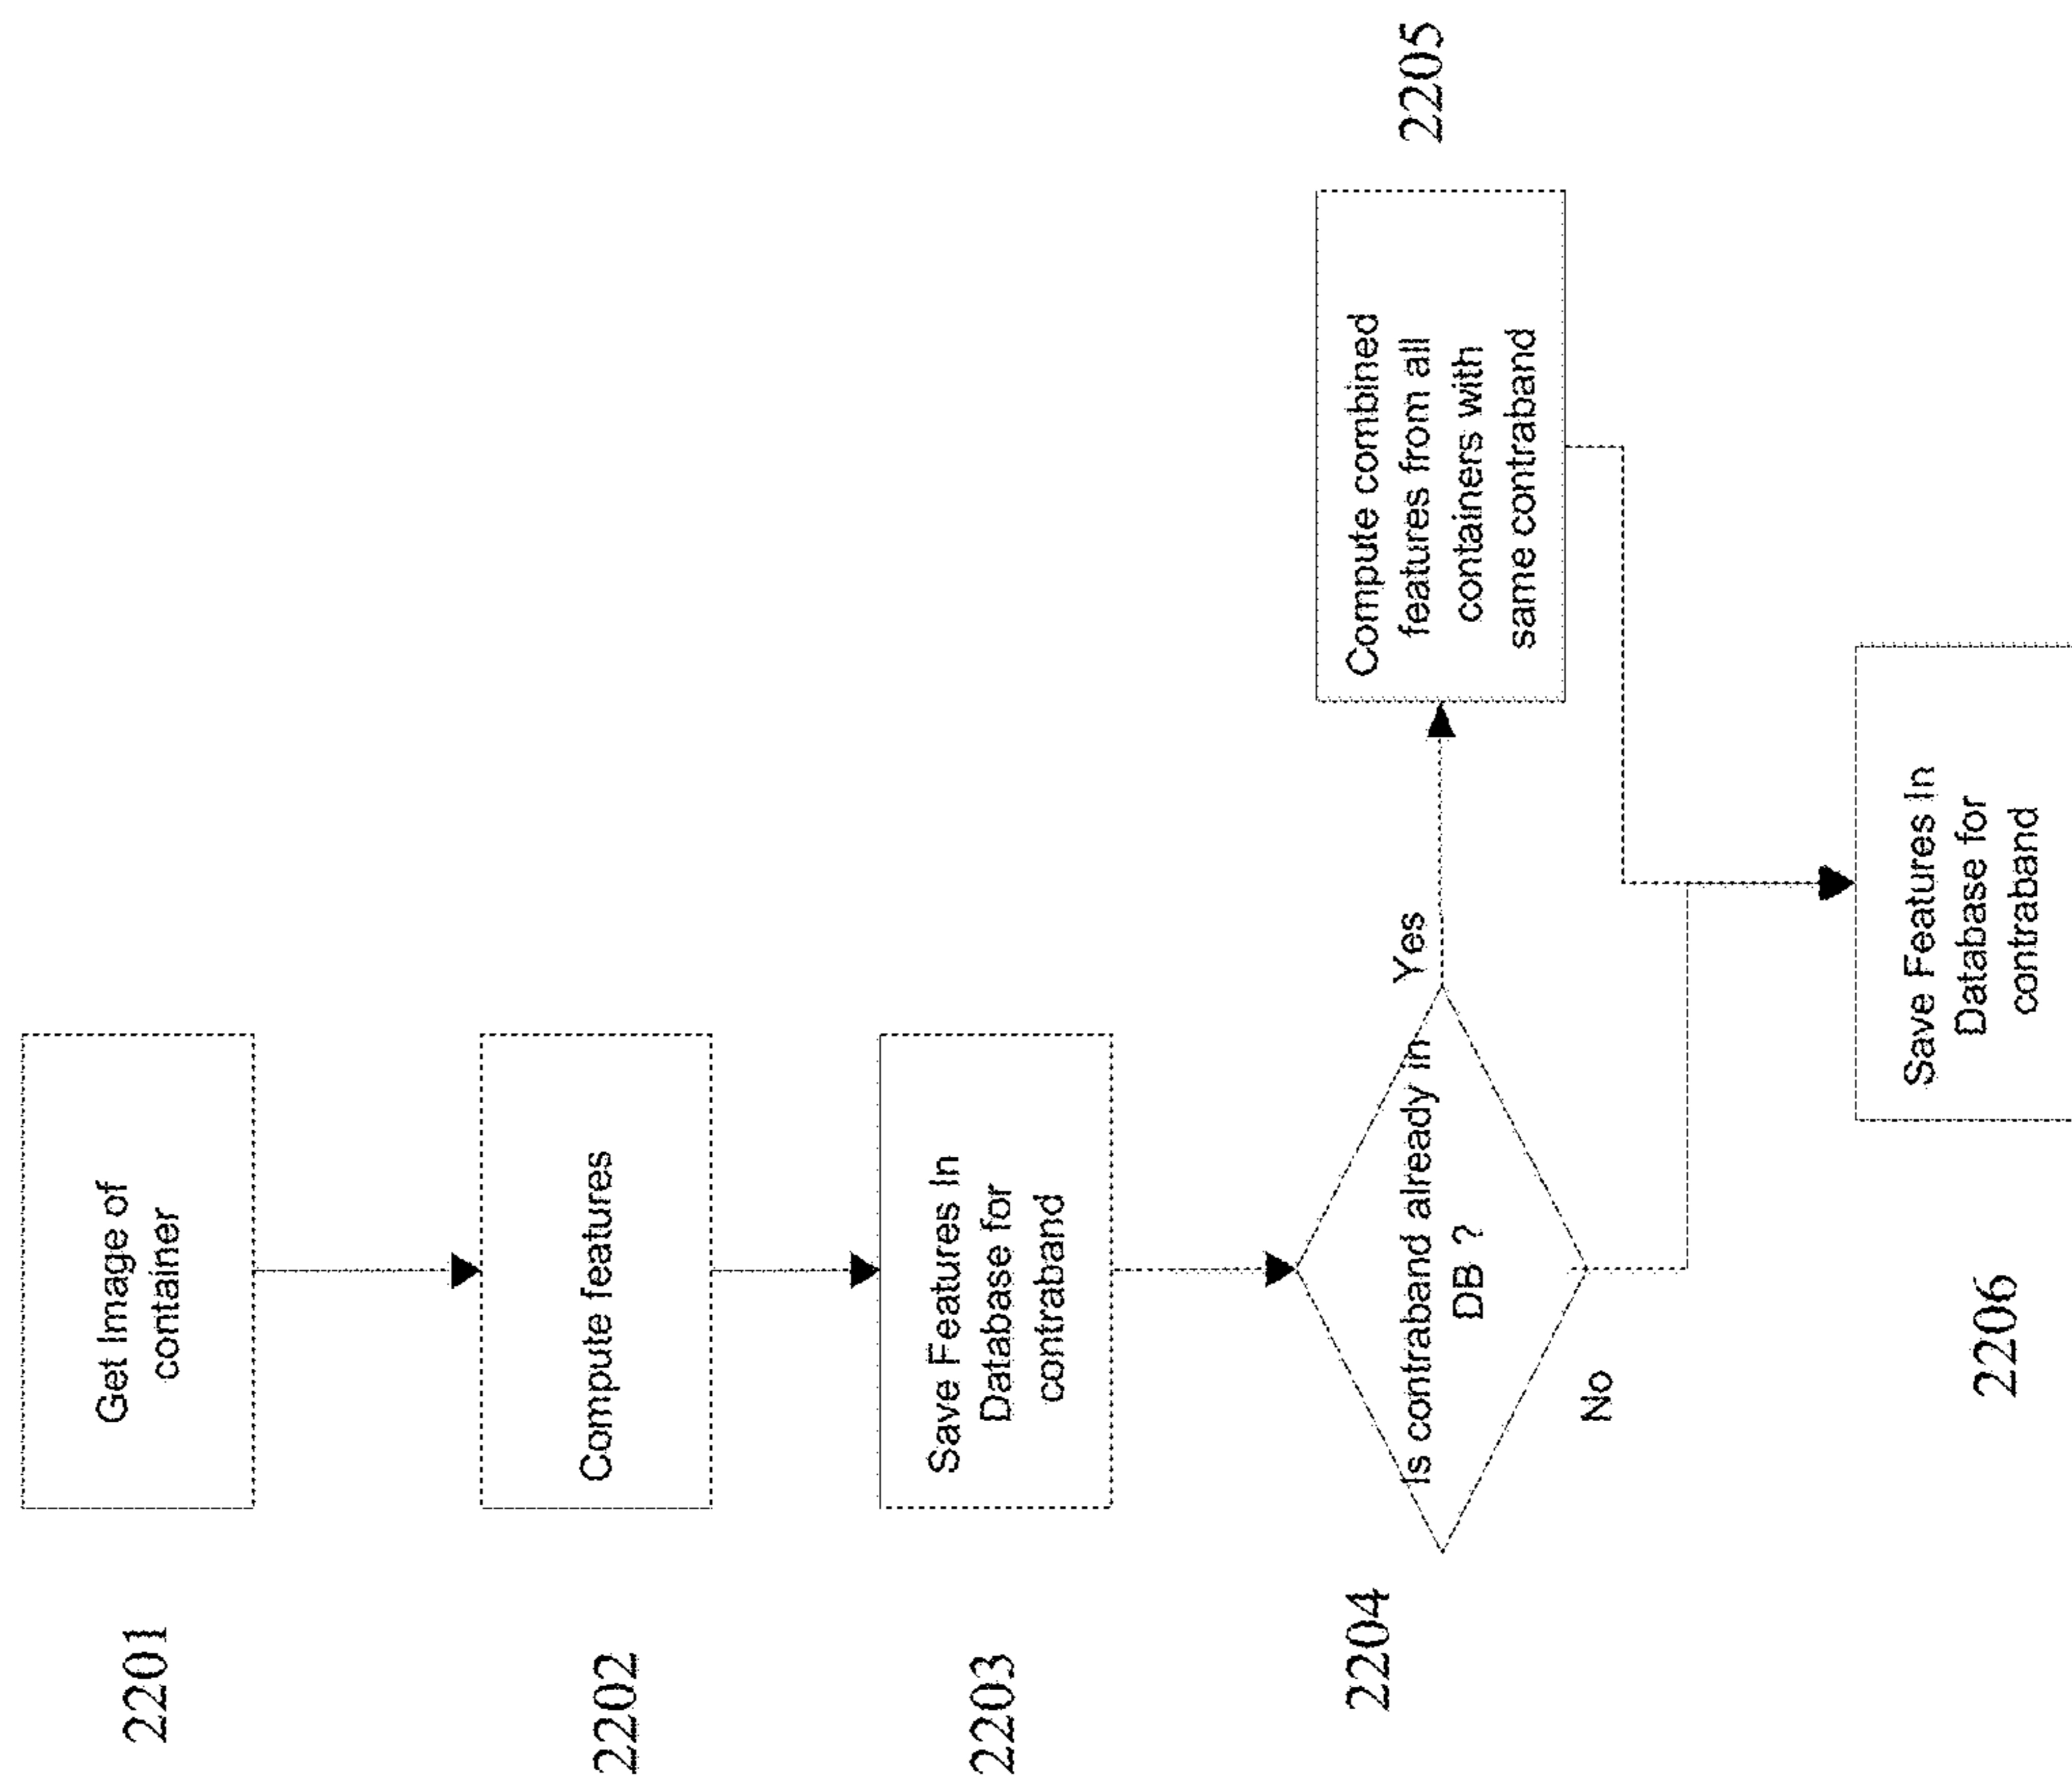 2201
Get Image of
container
2202
Compute features
2203
Save Features In
Database for
contraband
2204
Is contraband already in
DB ?
Yes
No
2205
Compute combined
features from all
containers with
same contraband
2206
Save Features In
Database for
contraband